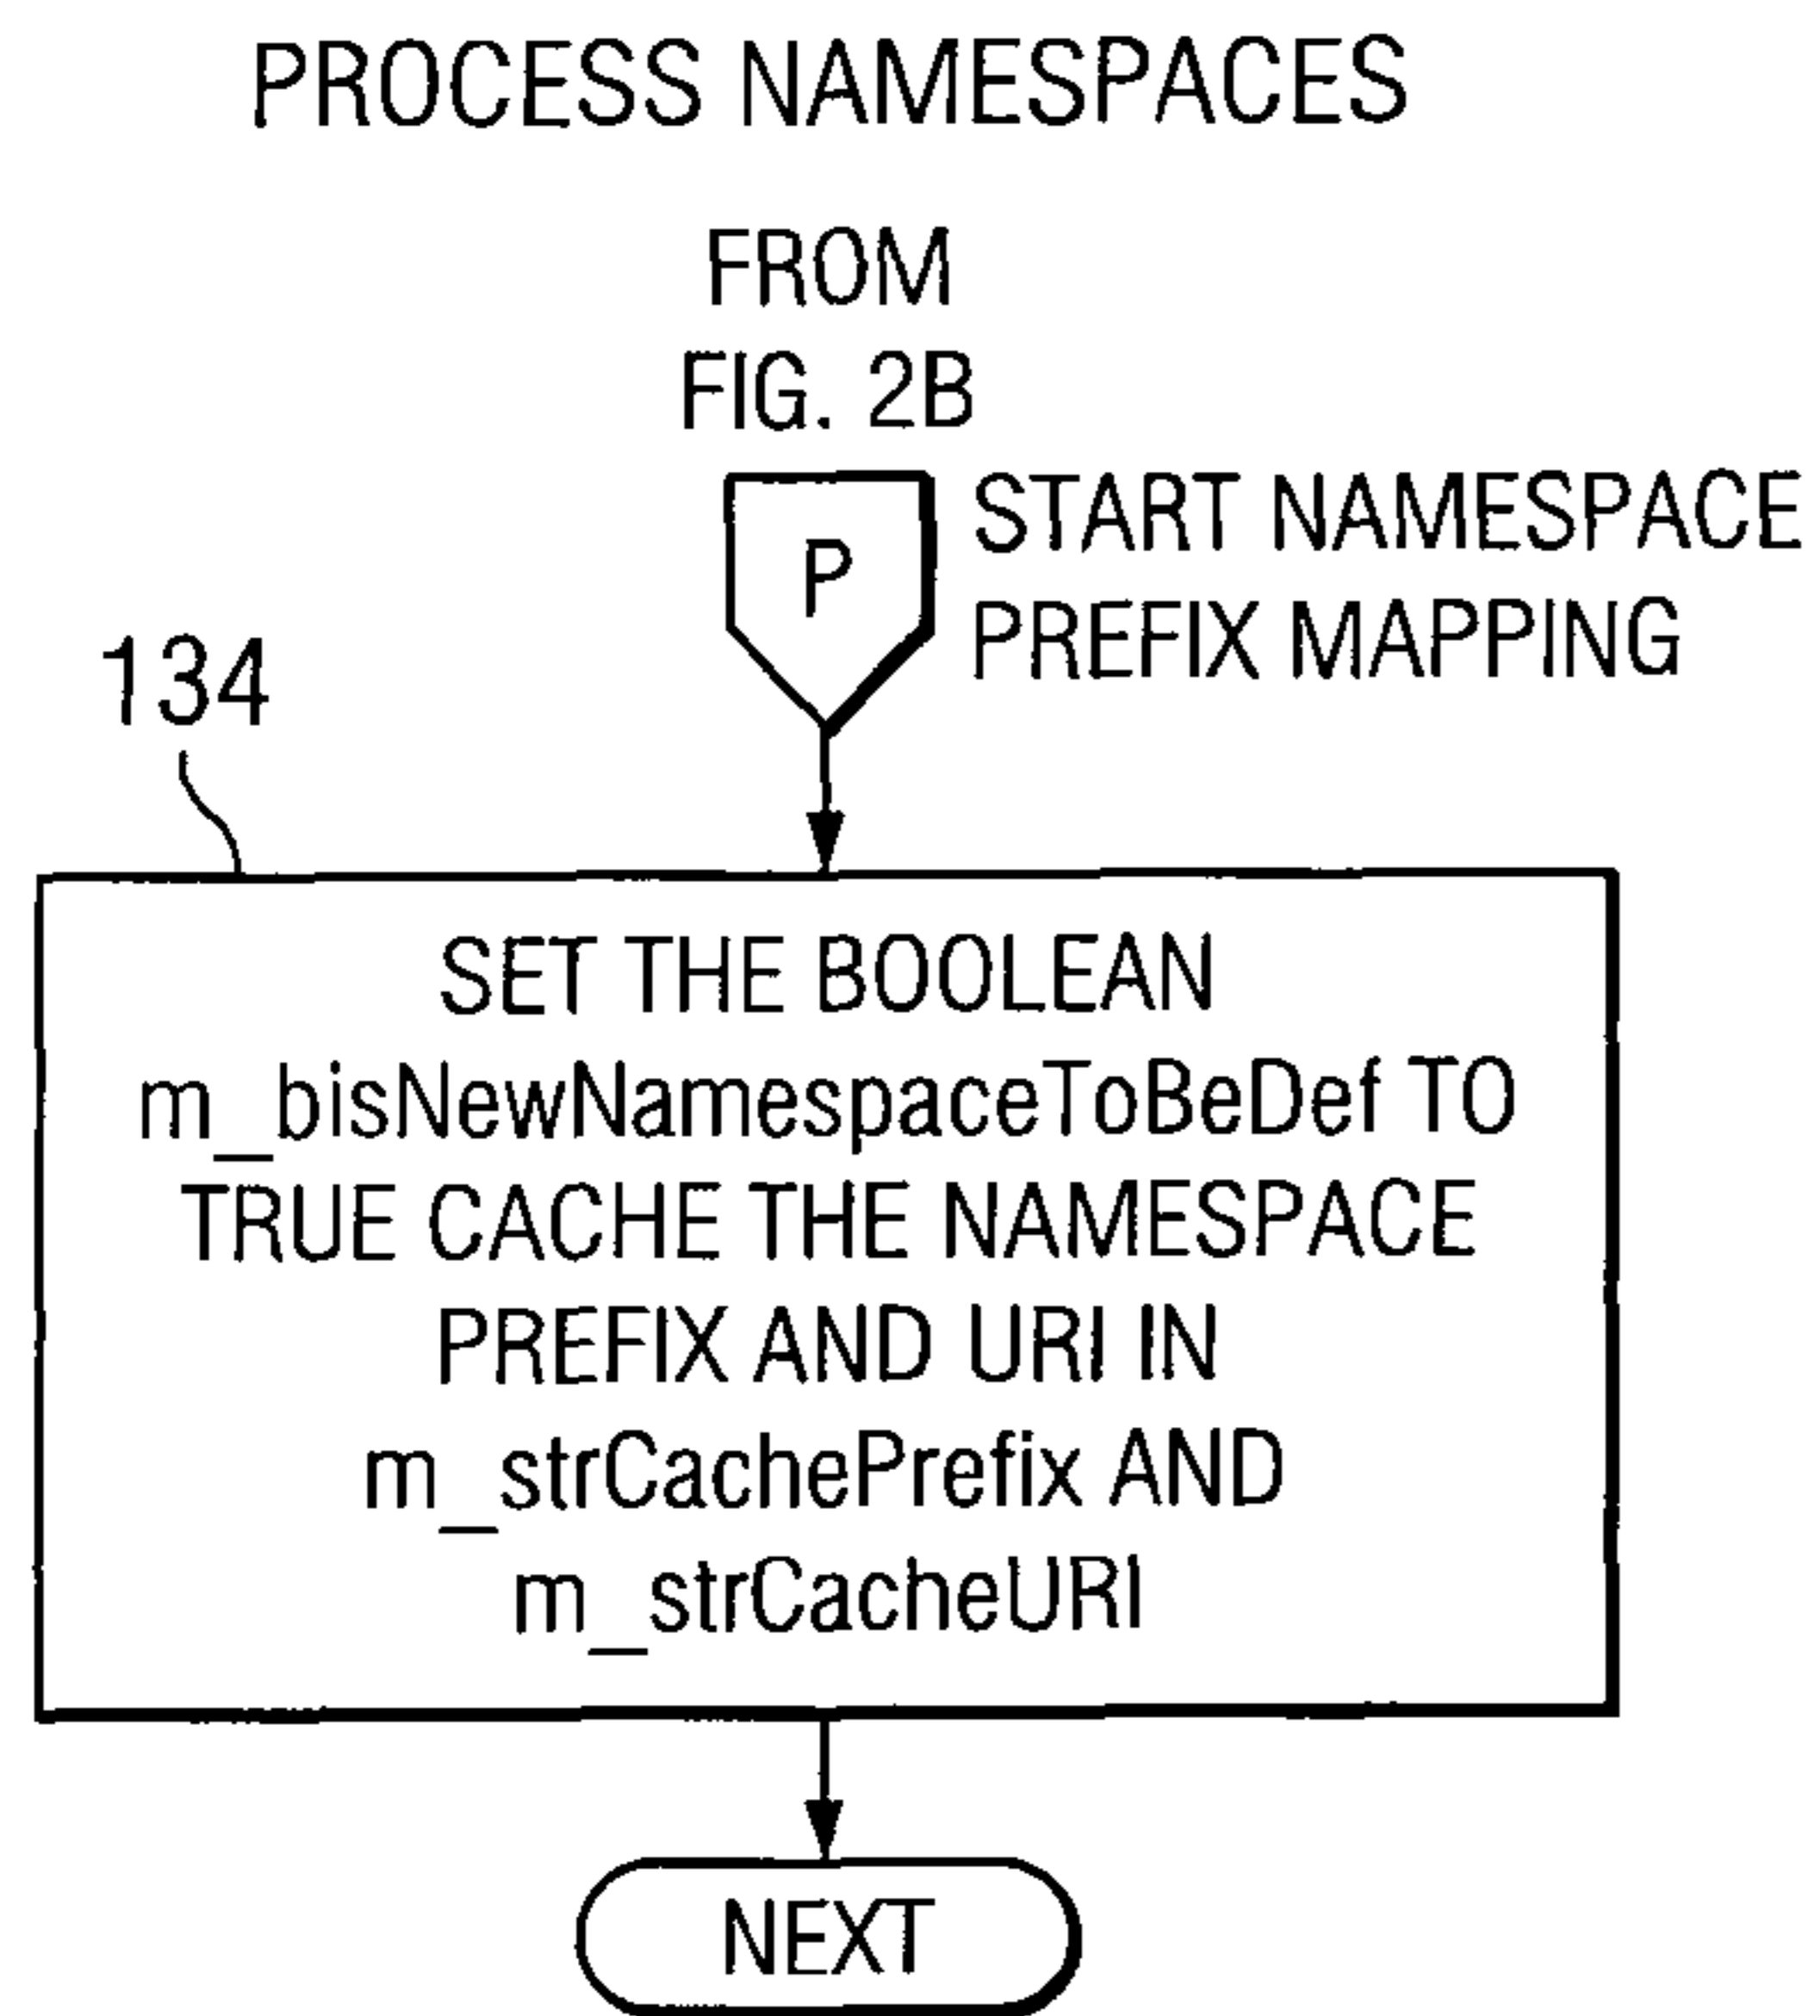 PROCESS NAMESPACES
FROM
FIG. 2B
P
START NAMESPACE
PREFIX MAPPING
134
SET THE BOOLEAN
m_bisNewNamespaceToBeDef TO
TRUE CACHE THE NAMESPACE
PREFIX AND URI IN
m_strCachePrefix AND
m_strCacheURI
NEXT